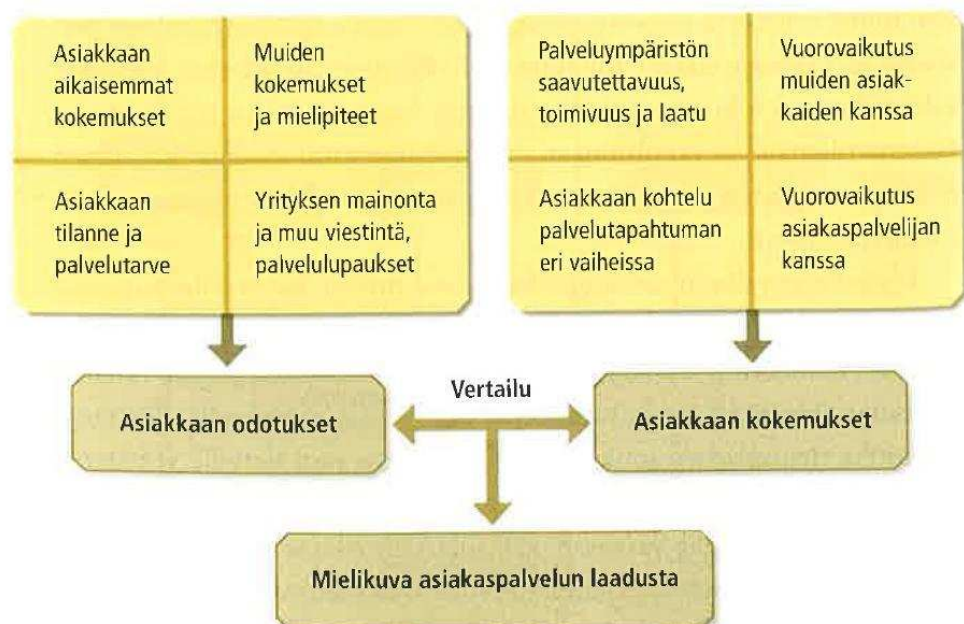 Asiakkaan
aikaisemmat
kokemukset
Muiden
kokemukset
ja mielipiteet
Asiakkaan
tilanne ja
palvelutarve
Yrityksen mainonta
ja muu viestintä,
palvelulupaukset
Palveluympäristön
saavutettavuus,
toimivuus ja laatu
Vuorovaikutus
muiden asiak-
kaiden kanssa
Asiakkaan kohtelu
palvelutapahtuman
eri vaiheissa
Vuorovaikutus
asiakaspalvelijan
kanssa
Asiakkaan odotukset
Vertailu
Asiakkaan kokemukset
Mielikuva asiakaspalvelun laadusta